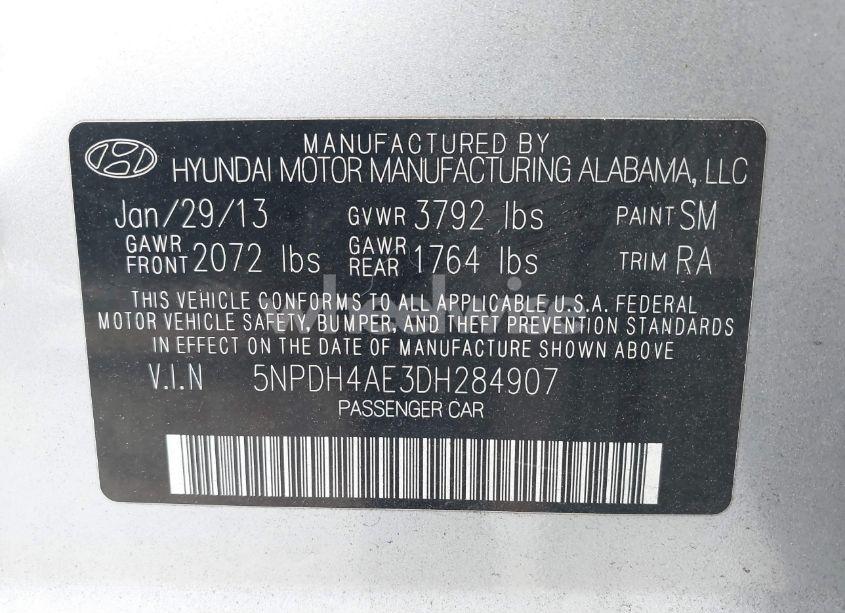 MANUFACTURED BY
HYUNDAI MOTOR MANUFACTURING ALABAMA, LLC
Jan/29/13 GVWR 3792 lbs PAINT SM
GAWR FRONT 2072 lbs GAWR REAR 1764 lbs TRIM RA
THIS VEHICLE CONFORMS TO ALL APPLICABLE U.S.A. FEDERAL
MOTOR VEHICLE SAFETY, BUMPER, AND THEFT PREVENTION STANDARDS
IN EFFECT ON THE DATE OF MANUFACTURE SHOWN ABOVE
V.I.N 5NPDH4AE3DH284907
PASSENGER CAR